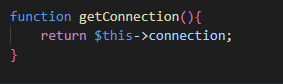 function getConnection(){
    return $this->connection;
}